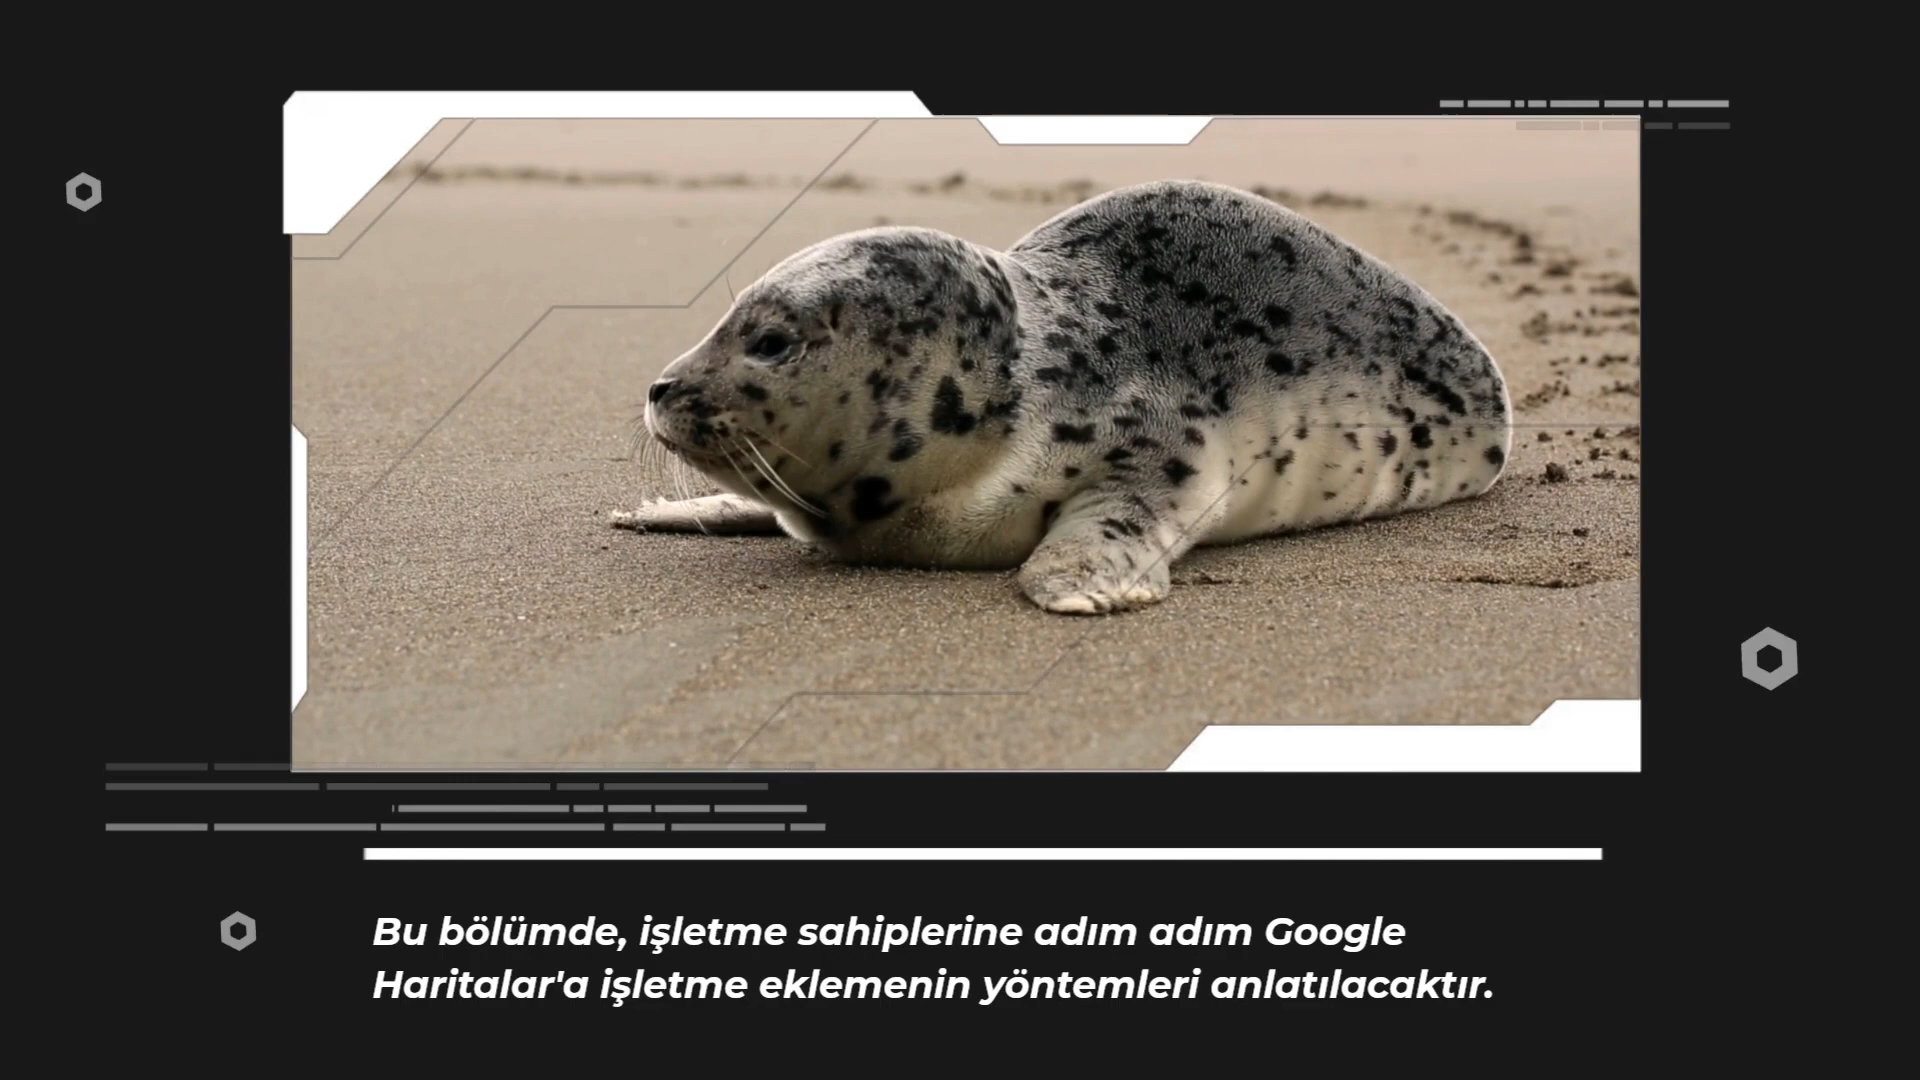 Bu bölümde, işletme sahiplerine adım adım Google
Haritalar'a işletme eklemenin yöntemleri anlatılacaktır.